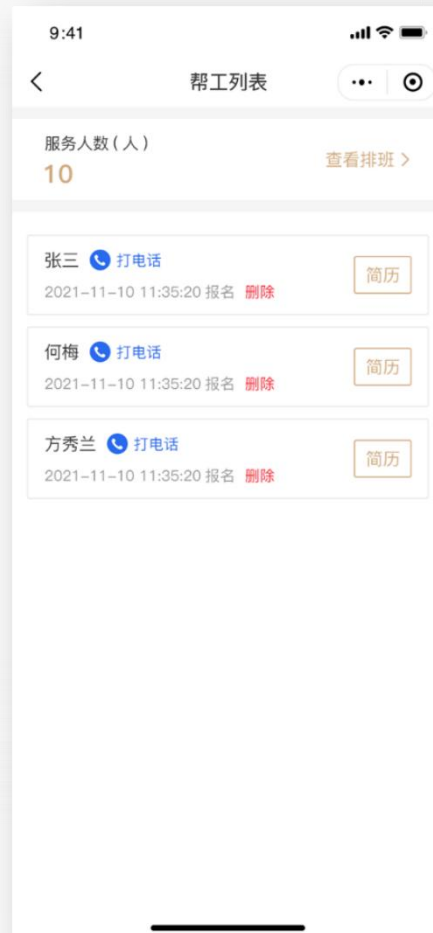 9:41
帮工列表
服务人数(人)
10
查看排班
张三 打电话
2021-11-10 11:35:20 报名 删除
简历
何梅 打电话
2021-11-10 11:35:20 报名 删除
简历
方秀兰 打电话
2021-11-10 11:35:20 报名 删除
简历